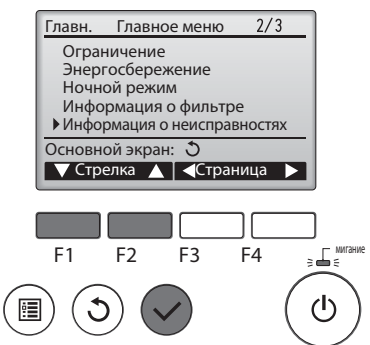 Главн. Главное меню 2/3
Ограничение
Энергосбережение
Ночной режим
Информация о фильтре
Информация о неисправностях
Основной экран:
Стрелка Страница
F1 F2 F3 F4
мигание